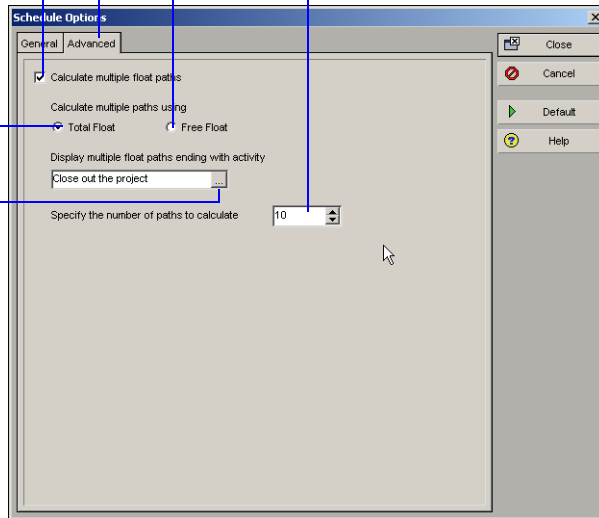 Schedule Options
General Advanced
Close
Calculate multiple float paths
Cancel
Calculate multiple paths using
Default
Total Float Free Float
Help
Display multiple float paths ending with activity
Close out the project ...
Specify the number of paths to calculate 10